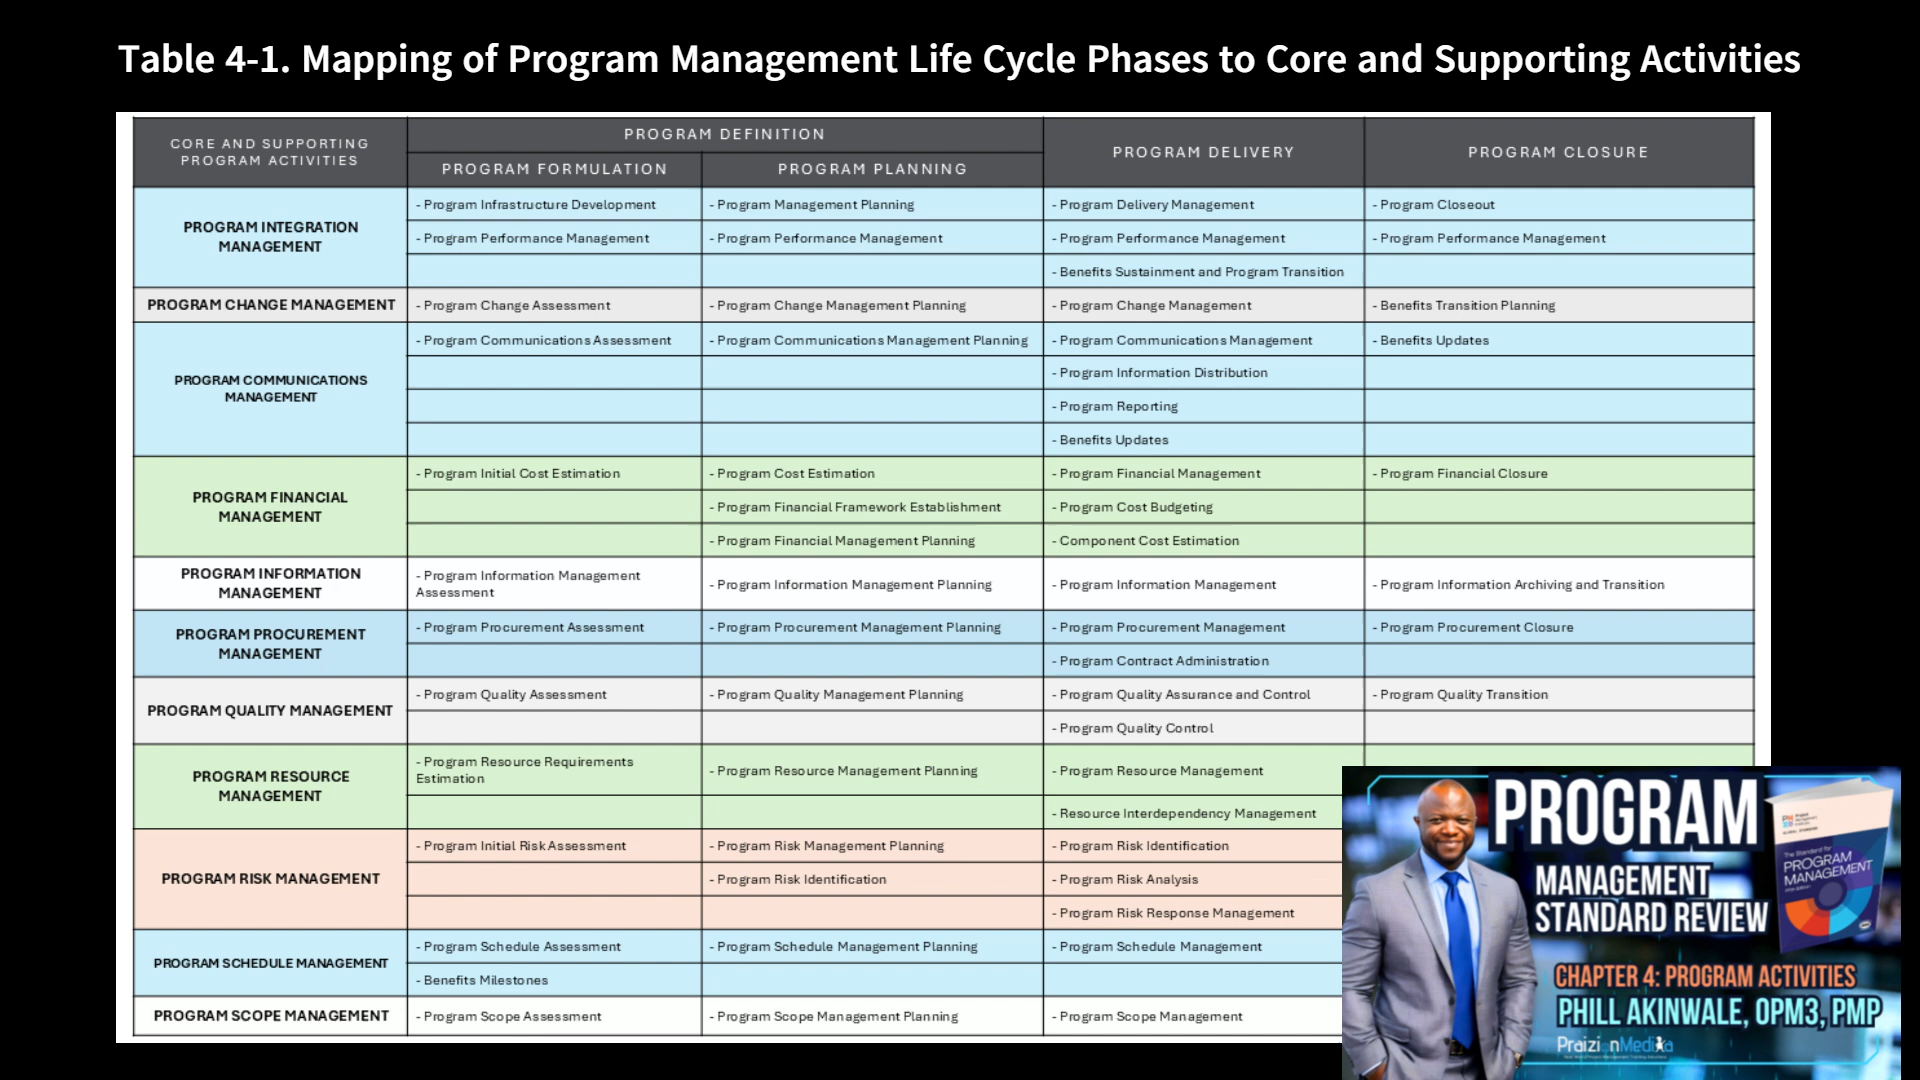 Table 4-1. Mapping of Program Management Life Cycle Phases to Core and Supporting Activities
CORE AND SUPPORTING
PROGRAM ACTIVITIES
PROGRAM DEFINITION
PROGRAM FORMULATION
PROGRAM PLANNING
PROGRAM DELIVERY
PROGRAM CLOSURE
PROGRAM INTEGRATION
MANAGEMENT
- Program Infrastructure Development
- Program Management Planning
- Program Delivery Management
- Program Closeout
- Program Performance Management
- Program Performance Management
- Program Performance Management
- Program Performance Management
- Benefits Sustainment and Program Transition
PROGRAM CHANGE MANAGEMENT
- Program Change Assessment
- Program Change Management Planning
- Program Change Management
- Benefits Transition Planning
PROGRAM COMMUNICATIONS
MANAGEMENT
- Program Communications Assessment
- Program Communications Management Planning
- Program Communications Management
- Benefits Updates
- Program Information Distribution
- Program Reporting
- Benefits Updates
PROGRAM FINANCIAL
MANAGEMENT
- Program Initial Cost Estimation
- Program Cost Estimation
- Program Financial Management
- Program Financial Closure
- Program Financial Framework Establishment
- Program Cost Budgeting
- Program Financial Management Planning
- Component Cost Estimation
PROGRAM INFORMATION
MANAGEMENT
- Program Information Management
Assessment
- Program Information Management Planning
- Program Information Management
- Program Information Archiving and Transition
PROGRAM PROCUREMENT
MANAGEMENT
- Program Procurement Assessment
- Program Procurement Management Planning
- Program Procurement Management
- Program Procurement Closure
- Program Contract Administration
PROGRAM QUALITY MANAGEMENT
- Program Quality Assessment
- Program Quality Management Planning
- Program Quality Assurance and Control
- Program Quality Transition
- Program Quality Control
PROGRAM RESOURCE
MANAGEMENT
- Program Resource Requirements
Estimation
- Program Resource Management Planning
- Program Resource Management
- Resource Interdependency Management
PROGRAM RISK MANAGEMENT
- Program Initial Risk Assessment
- Program Risk Management Planning
- Program Risk Identification
- Program Risk Identification
- Program Risk Analysis
- Program Risk Response Management
PROGRAM SCHEDULE MANAGEMENT
- Program Schedule Assessment
- Program Schedule Management Planning
- Program Schedule Management
- Benefits Milestones
PROGRAM SCOPE MANAGEMENT
- Program Scope Assessment
- Program Scope Management Planning
- Program Scope Management
PROGRAM
MANAGEMENT
STANDARD REVIEW
CHAPTER 4: PROGRAM ACTIVITIES
PHILL AKINWALE, OPM3, PMP
PraizionMedia
The Standard for
PROGRAM
MANAGEMENT